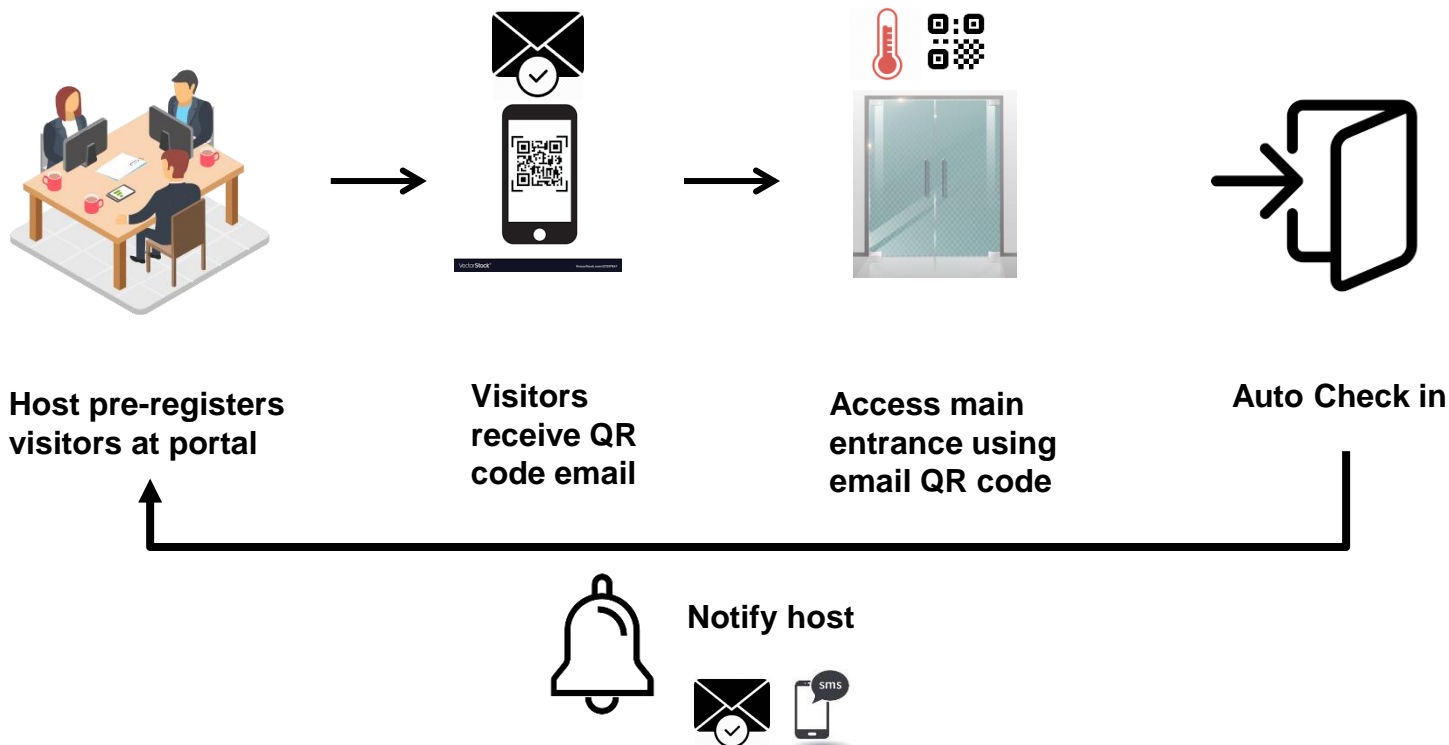 VectorStock
Host pre-registers
visitors at portal
Visitors
receive QR
code email
Access main
entrance using
email QR code
Auto Check in
Notify host
sms